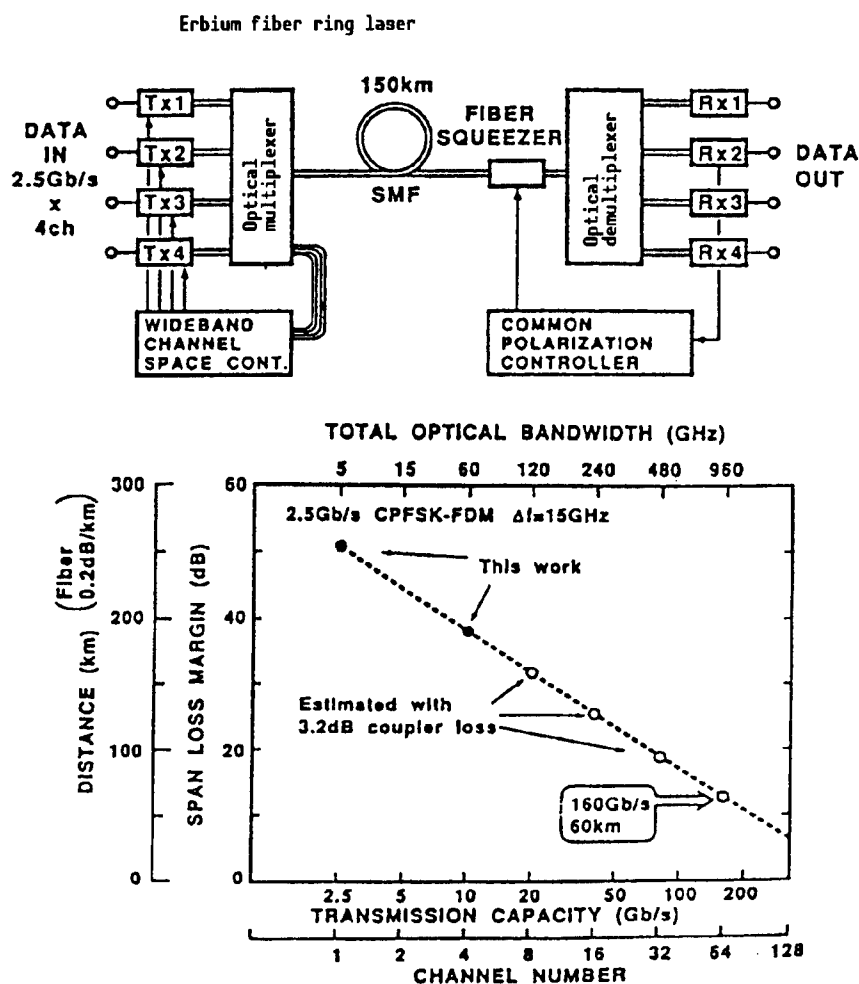 Erbium fiber ring laser
DATA
IN
2.5Gb/s
x
4ch
Tx1
Tx2
Tx3
Tx4
Optical
multiplexer
WIDEBAND
CHANNEL
SPACE CONT.
150km
SMF
FIBER
SQUEEZER
Optical
demultiplexer
Rx1
Rx2
Rx3
Rx4
DATA
OUT
COMMON
POLARIZATION
CONTROLLER
TOTAL OPTICAL BANDWIDTH (GHz)
5 15 60 120 240 480 960
2.5Gb/s CPFSK-FDM Δf=15GHz
This work
Estimated with
3.2dB coupler loss
160Gb/s
60km
DISTANCE (km) (Fiber
0.2dB/km)
300
200
100
0
SPAN LOSS MARGIN (dB)
60
40
20
0
2.5 5 10 20 50 100 200
TRANSMISSION CAPACITY (Gb/s)
1 2 4 8 16 32 64 128
CHANNEL NUMBER